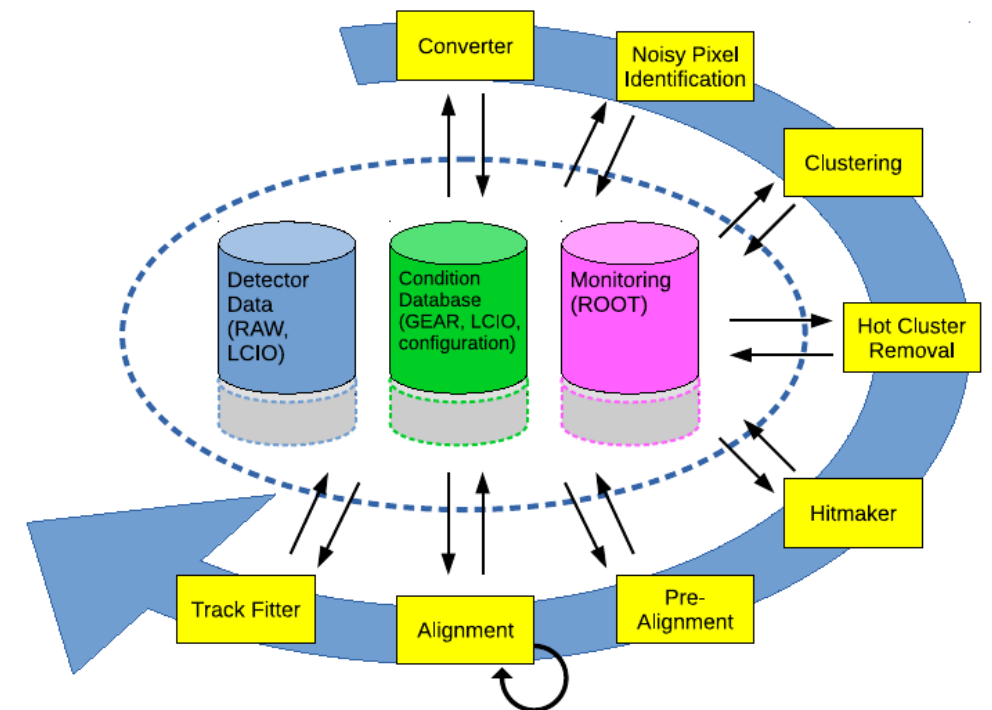 Converter
Noisy Pixel
Identification
Clustering
Detector
Data
(RAW,
LCIO)
Condition
Database
(GEAR, LCIO,
configuration)
Monitoring
(ROOT)
Hot Cluster
Removal
Hitmaker
Pre-
Alignment
Alignment
Track Fitter